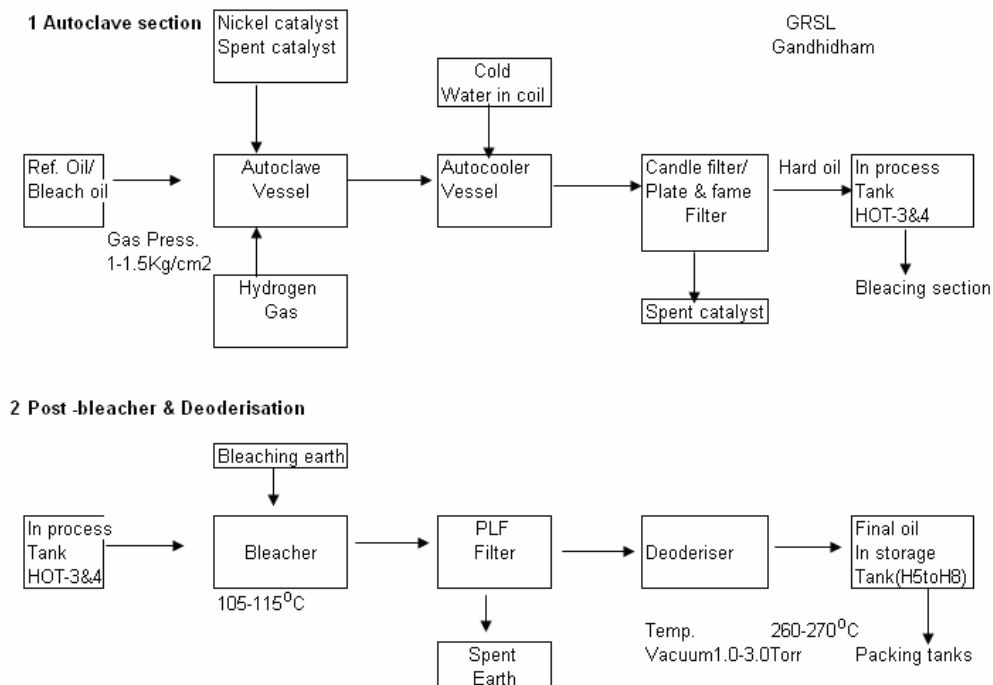 1 Autoclave section
Nickel catalyst
Spent catalyst
GRSL
Gandhidham
Cold
Water in coil
Ref. Oil/
Bleach oil
Autoclave
Vessel
Autocooler
Vessel
Candle filter/
Plate & fame
Filter
Hard oil
In process
Tank
HOT-3&4
Gas Press.
1-1.5Kg/cm2
Hydrogen
Gas
Spent catalyst
Bleacing section
2 Post -bleacher & Deoderisation
Bleaching earth
In process
Tank
HOT-3&4
Bleacher
PLF
Filter
Deoderiser
Final oil
In storage
Tank(H5toH8)
105-115⁰C
Temp. 260-270⁰C
Vacuum1.0-3.0Torr
Packing tanks
Spent
Earth